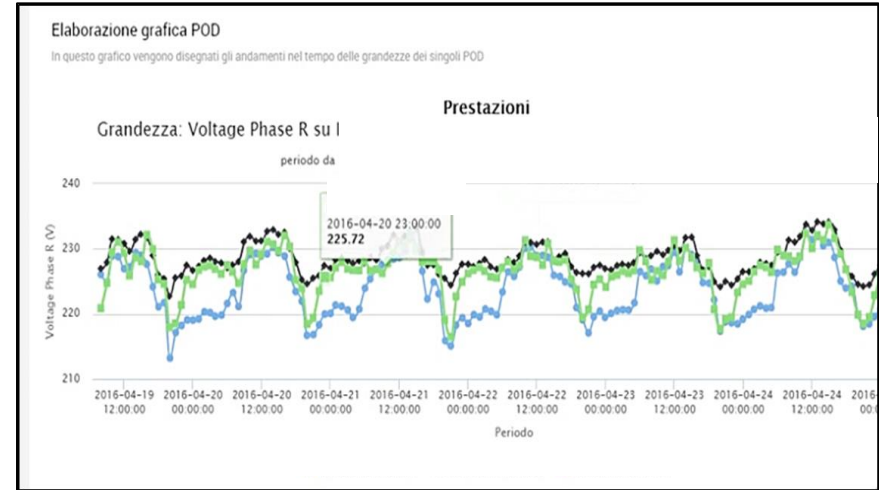 Elaborazione grafica POD
In questo grafico vengono disegnati gli andamenti nel tempo delle grandezze dei singoli POD
Prestazioni
Grandezza: Voltage Phase R su
periodo da
Voltage Phase R (V)
240
230
220
210
2016-04-20 23:00:00
225.72
2016-04-19 2016-04-20 2016-04-20 2016-04-21 2016-04-21 2016-04-22 2016-04-22 2016-04-23 2016-04-23 2016-04-24 2016-04-24 2016-
12:00:00 00:00:00 12:00:00 00:00:00 12:00:00 00:00:00 12:00:00 00:00:00 12:00:00 00:00:00 12:00:00
Periodo